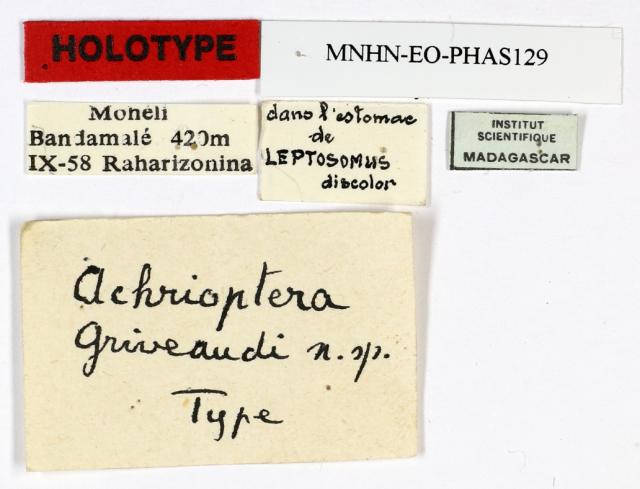 HOLOTYPE
MNHN-EO-PHAS129
Mohéli
Bandamalé 420m
IX-58 Raharizonina
dans l'estomac
de
LEPTOSOMUS
discolor
INSTITUT
SCIENTIFIQUE
MADAGASCAR
Achrioptera
griveaudi n.sp.
Type